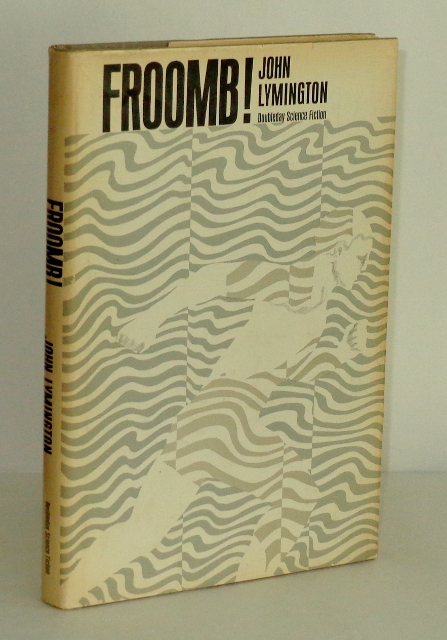 FROOMB!
JOHN
LYMINGTON
Doubleday Science Fiction
FROOMB!
JOHN LYMINGTON
Doubleday Science Fiction